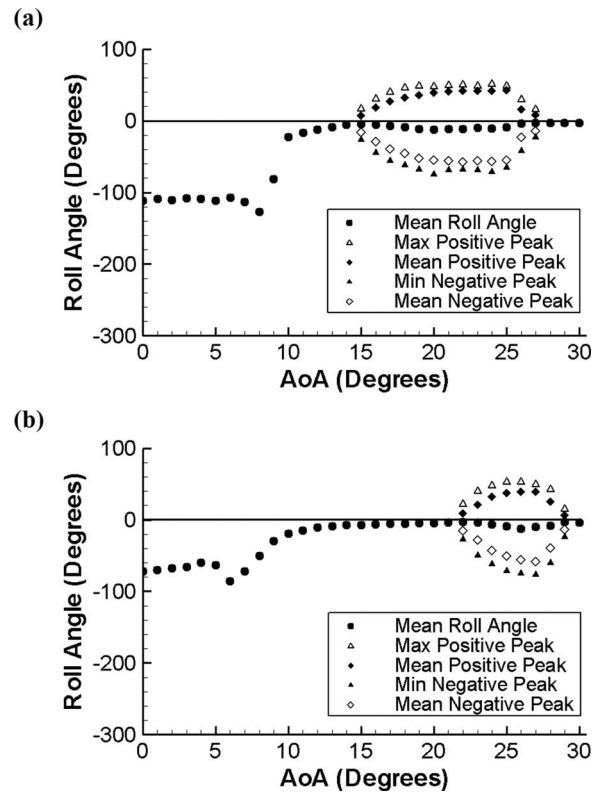 (a)
100
0
-100
-200
-300
Roll Angle (Degrees)
Mean Roll Angle
Max Positive Peak
Mean Positive Peak
Min Negative Peak
Mean Negative Peak
0 5 10 15 20 25 30
AoA (Degrees)
(b)
100
0
-100
-200
-300
Roll Angle (Degrees)
Mean Roll Angle
Max Positive Peak
Mean Positive Peak
Min Negative Peak
Mean Negative Peak
0 5 10 15 20 25 30
AoA (Degrees)